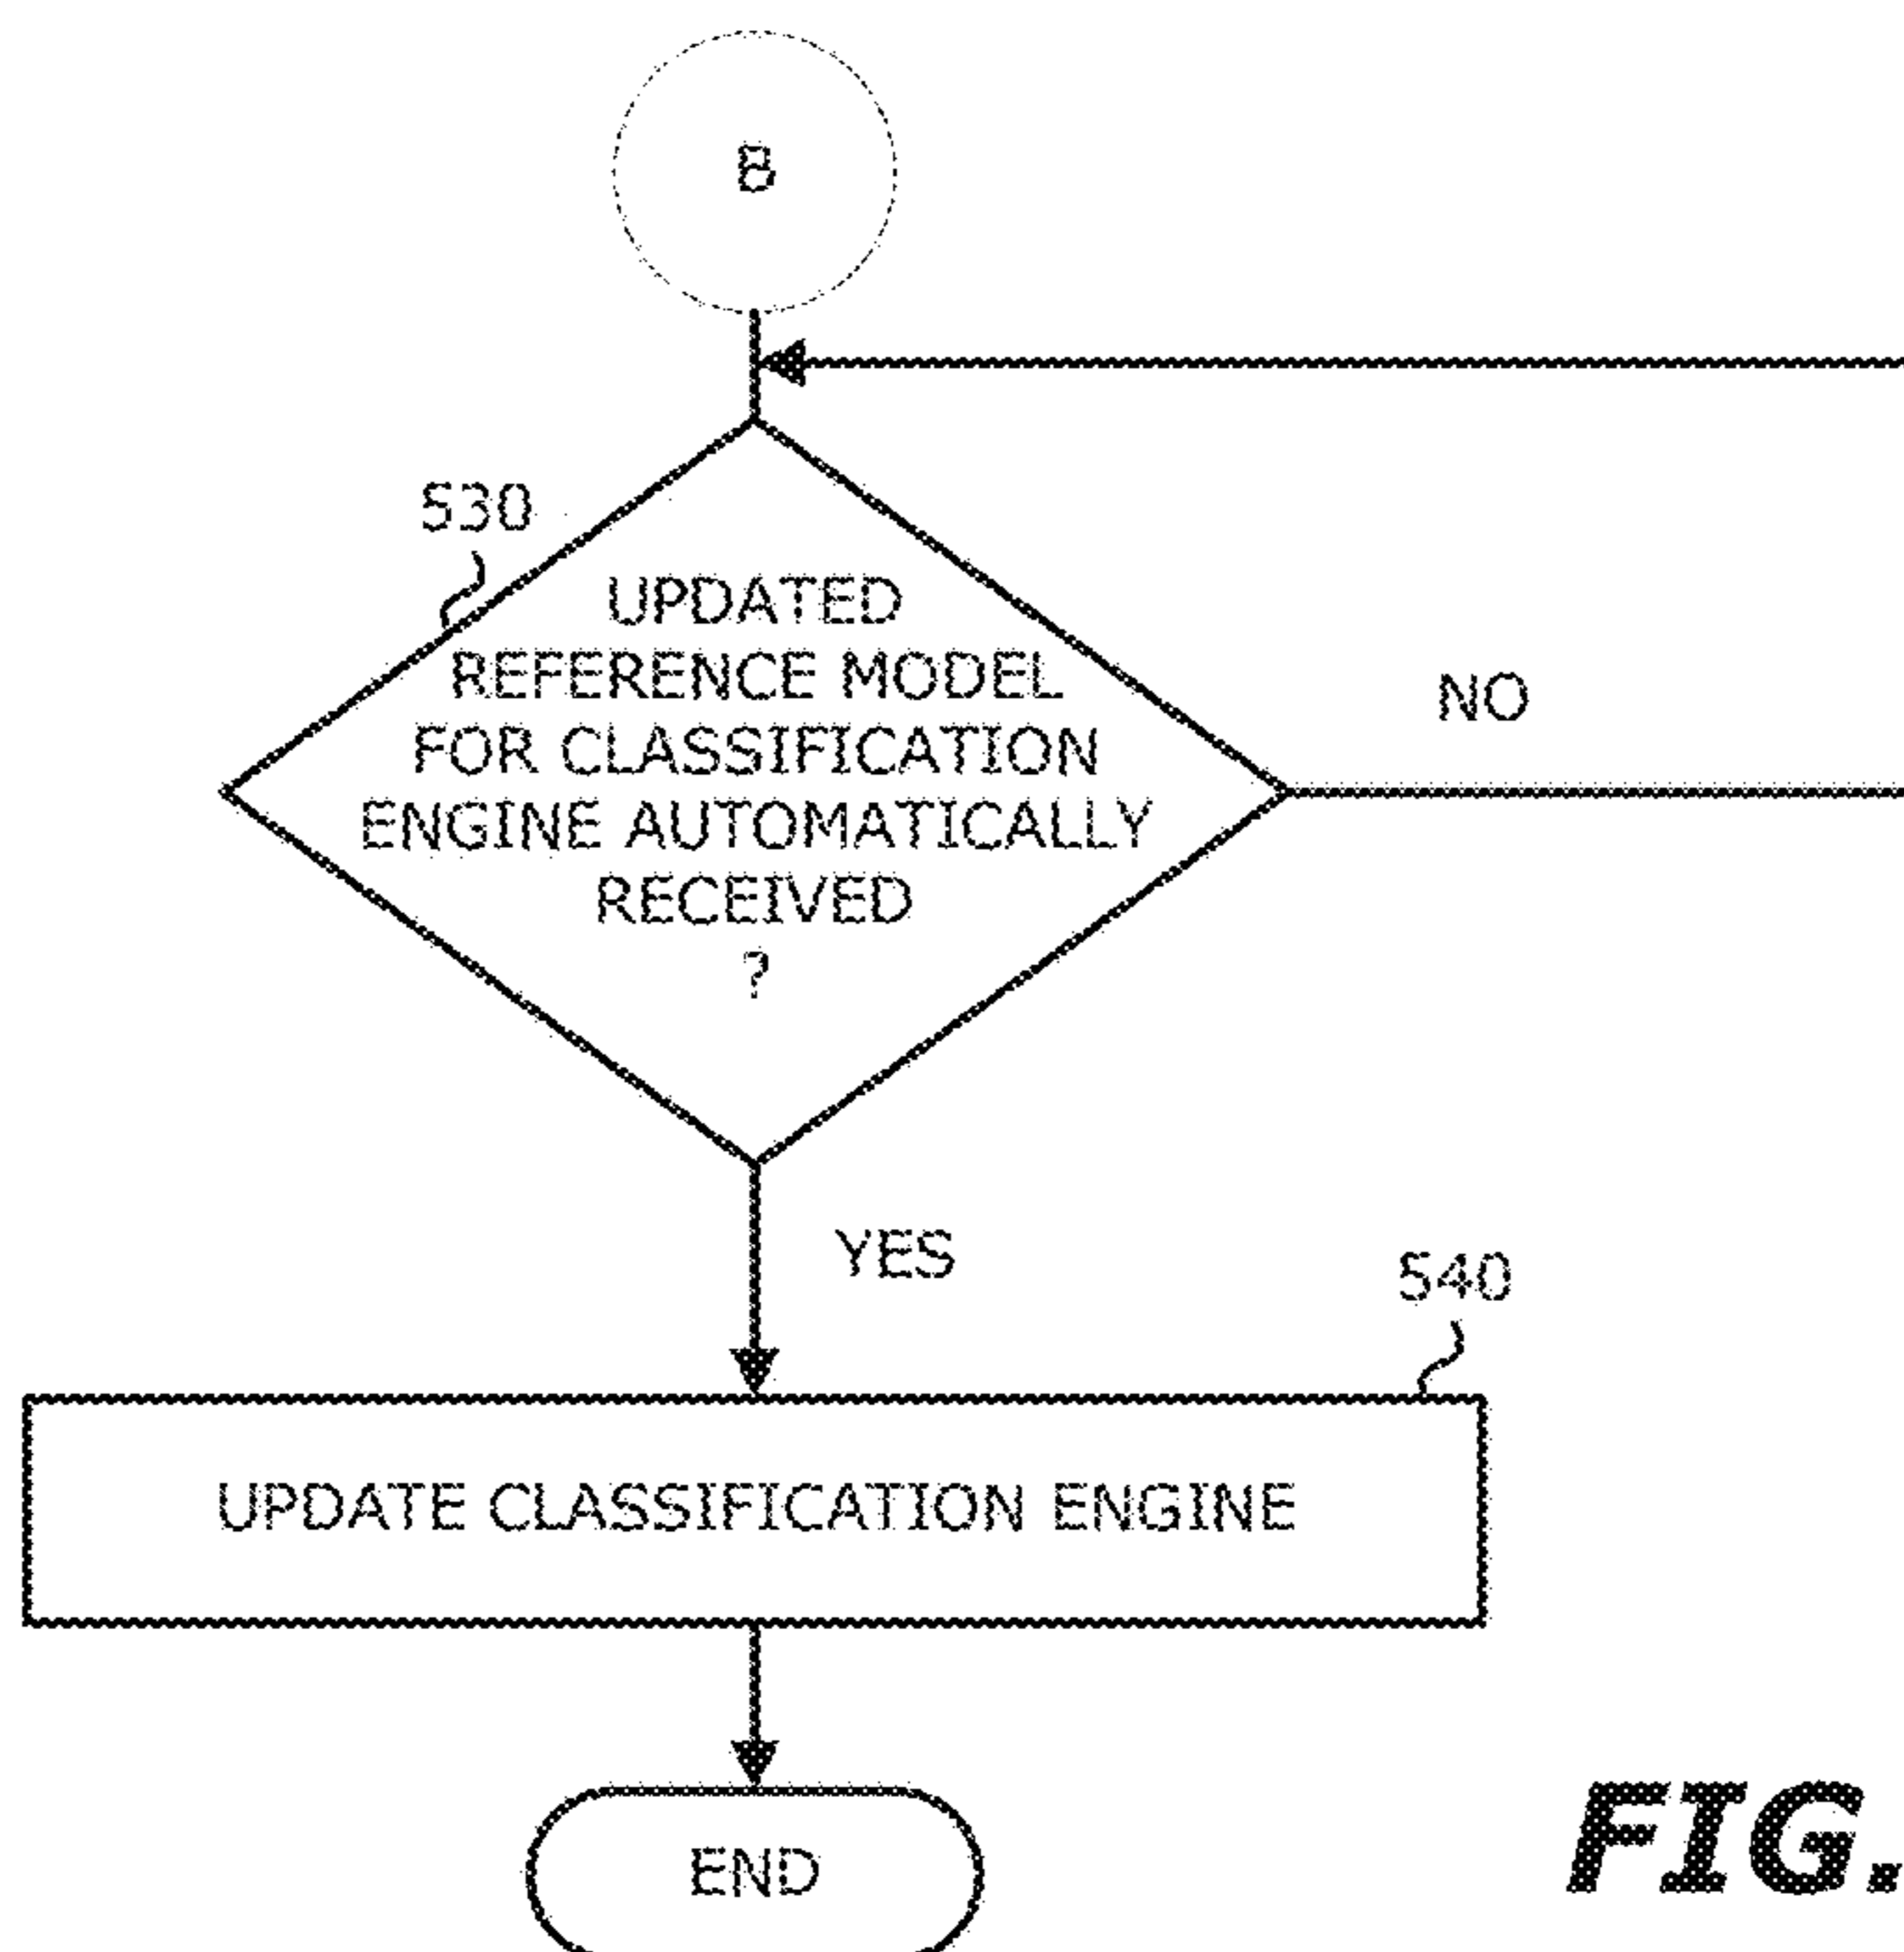 B
530
UPDATED
REFERENCE MODEL
FOR CLASSIFICATION
ENGINE AUTOMATICALLY
RECEIVED
?
NO
YES
540
UPDATE CLASSIFICATION ENGINE
END
FIG.